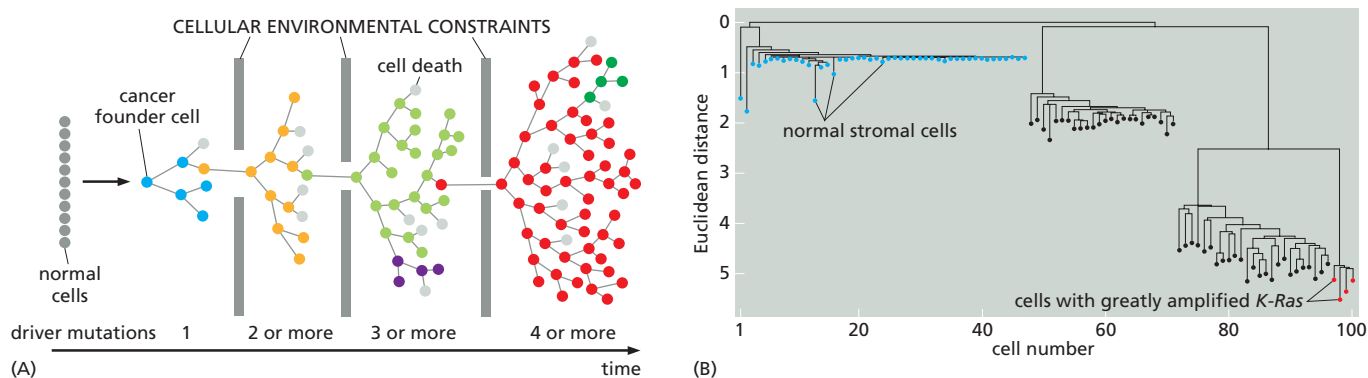 CELLULAR ENVIRONMENTAL CONSTRAINTS
cell death
cancer
founder cell
normal
cells
driver mutations 1 2 or more 3 or more 4 or more
(A) time
0
1
2
3
4
5
Euclidean distance
normal stromal cells
cells with greatly amplified K-Ras
1 20 40 60 80 100
cell number
(B)